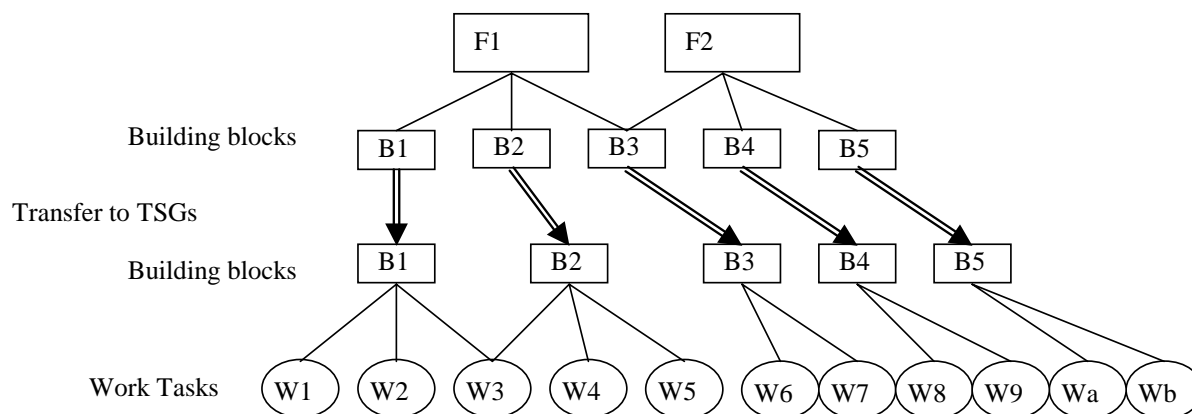 F1 F2
Building blocks B1 B2 B3 B4 B5
Transfer to TSGs
Building blocks B1 B2 B3 B4 B5
Work Tasks W1 W2 W3 W4 W5 W6 W7 W8 W9 Wa Wb